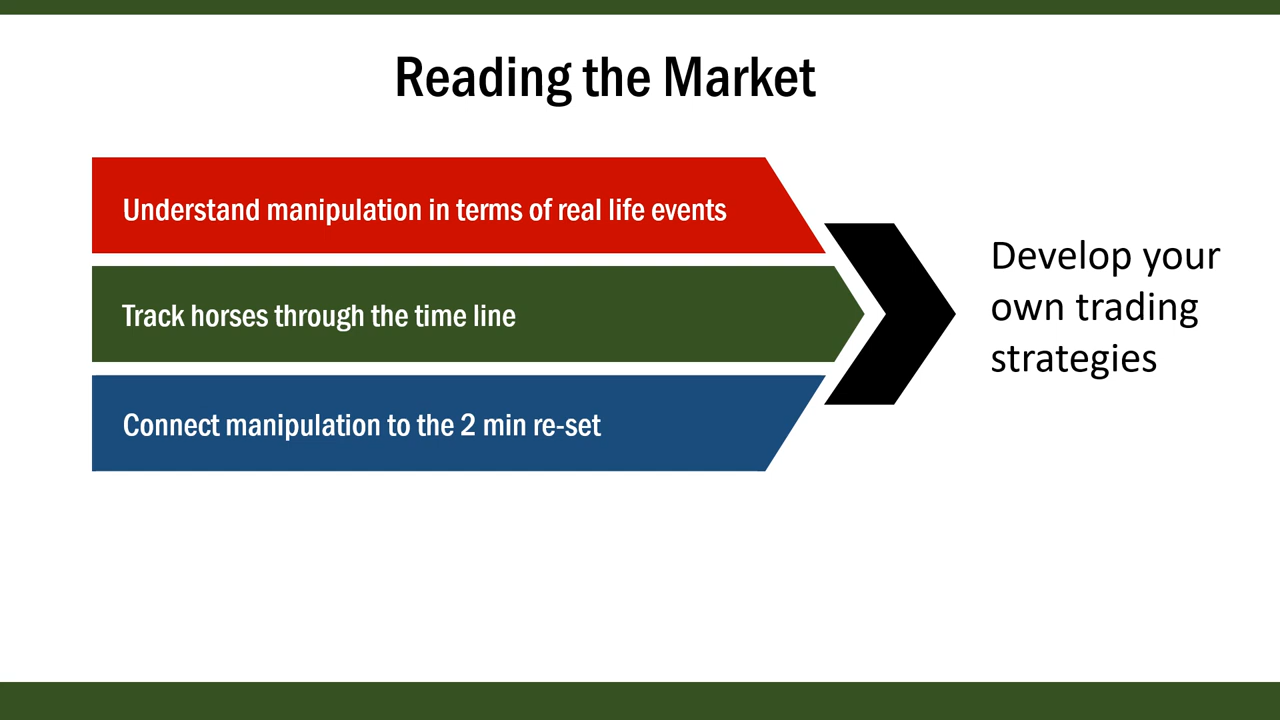 Reading the Market
Understand manipulation in terms of real life events
Track horses through the time line
Connect manipulation to the 2 min re-set
Develop your
own trading
strategies